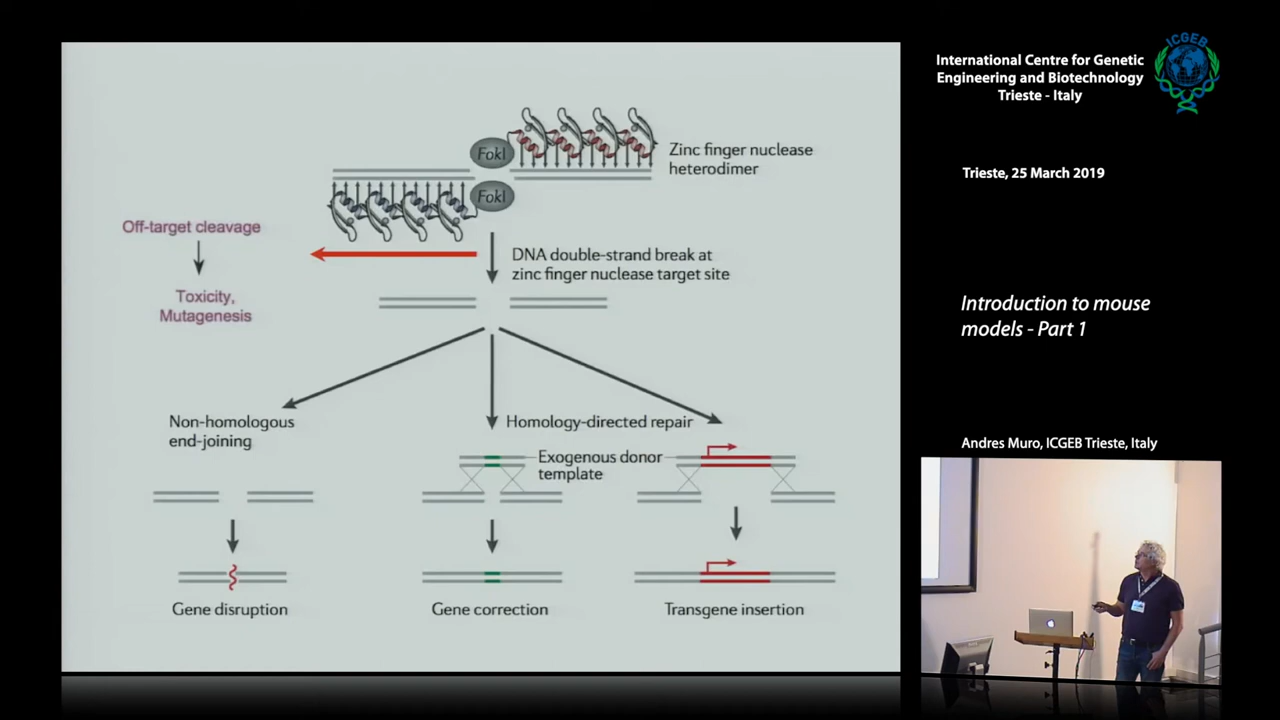 FokI
Zinc finger nuclease
heterodimer
FokI
Off-target cleavage
DNA double-strand break at
zinc finger nuclease target site
Toxicity,
Mutagenesis
Non-homologous
end-joining
Homology-directed repair
Exogenous donor
template
Gene disruption
Gene correction
Transgene insertion
International Centre for Genetic
Engineering and Biotechnology
Trieste - Italy
ICGEB
Trieste, 25 March 2019
Introduction to mouse
models - Part 1
Andres Muro, ICGEB Trieste, Italy